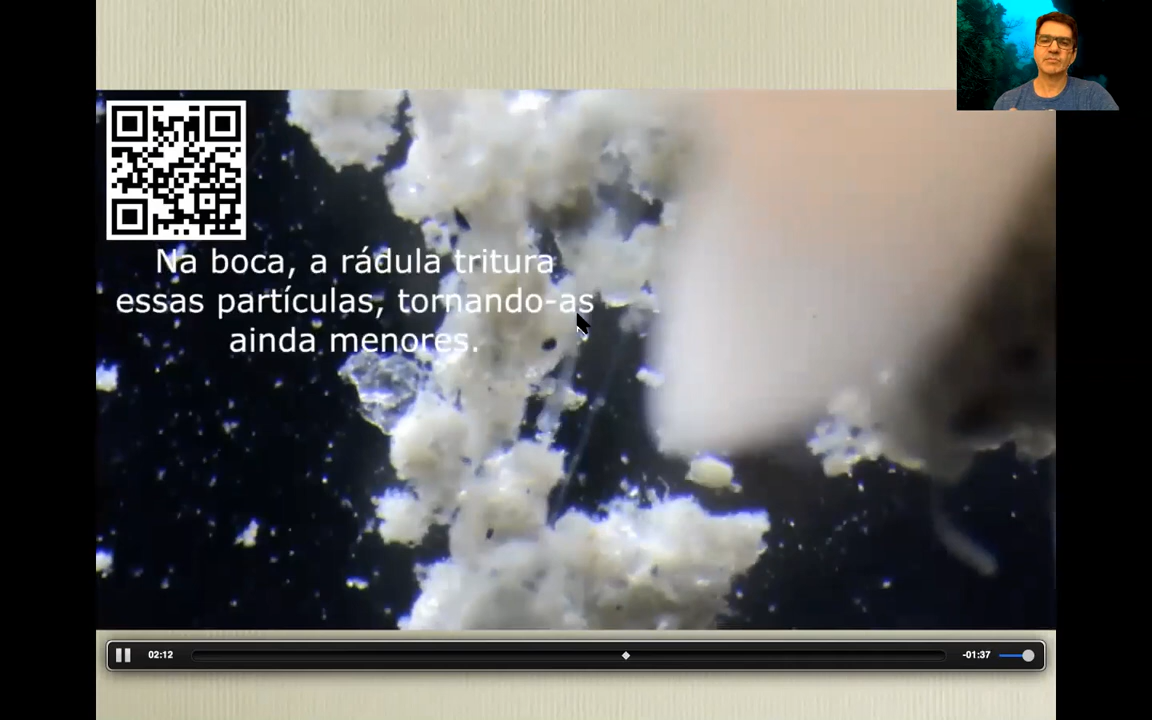 Na boca, a rádula tritura
essas partículas, tornando-as
ainda menores.
02:12
-01:37